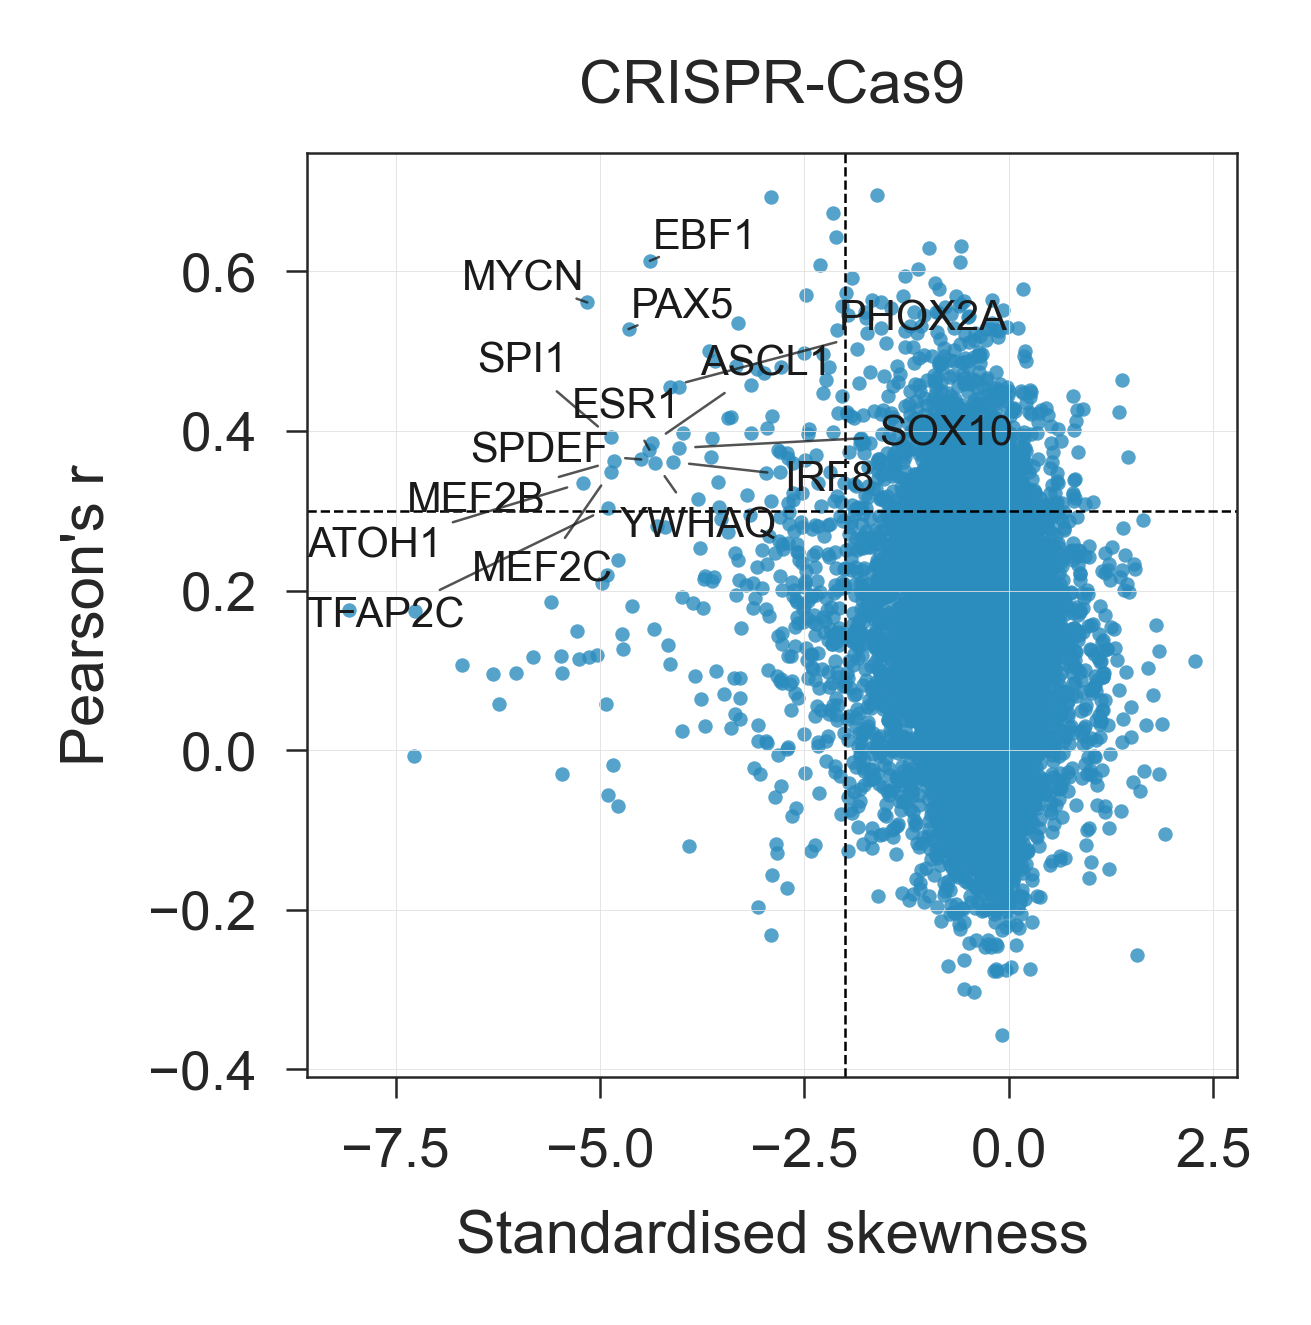 CRISPR-Cas9
EBF1
MYCN
PAX5
PHOX2A
SPI1
ASCL1
ESR1
SOX10
SPDEF
IRF8
MEF2B
YWHAQ
ATOH1
MEF2C
TFAP2C
Pearson's r
0.6
0.4
0.2
0.0
−0.2
−0.4
−7.5 −5.0 −2.5 0.0 2.5
Standardised skewness